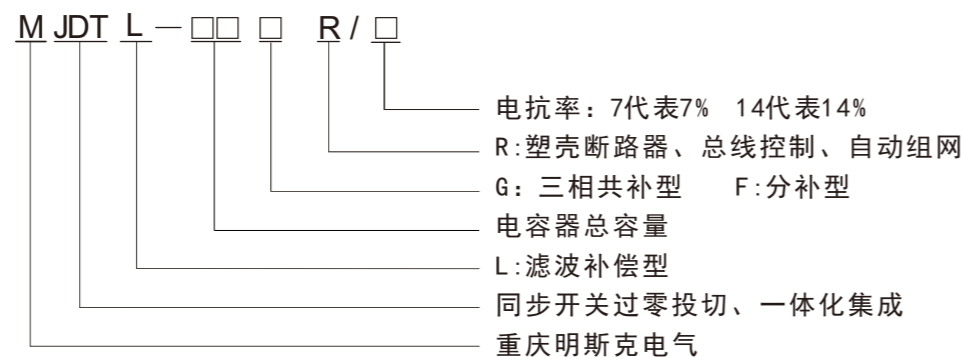 MJDTL—□□ □ R/□
电抗率：7代表7% 14代表14%
R:塑壳断路器、总线控制、自动组网
G：三相共补型 F:分补型
电容器总容量
L:滤波补偿型
同步开关过零投切、一体化集成
重庆明斯克电气